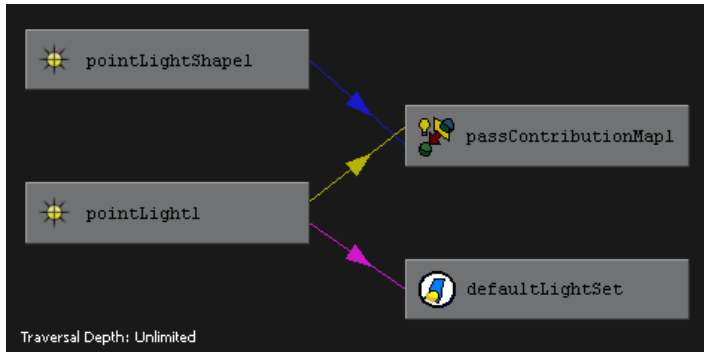 pointLightShape1
passContributionMap1
pointLight1
defaultLightSet
Traversal Depth: Unlimited